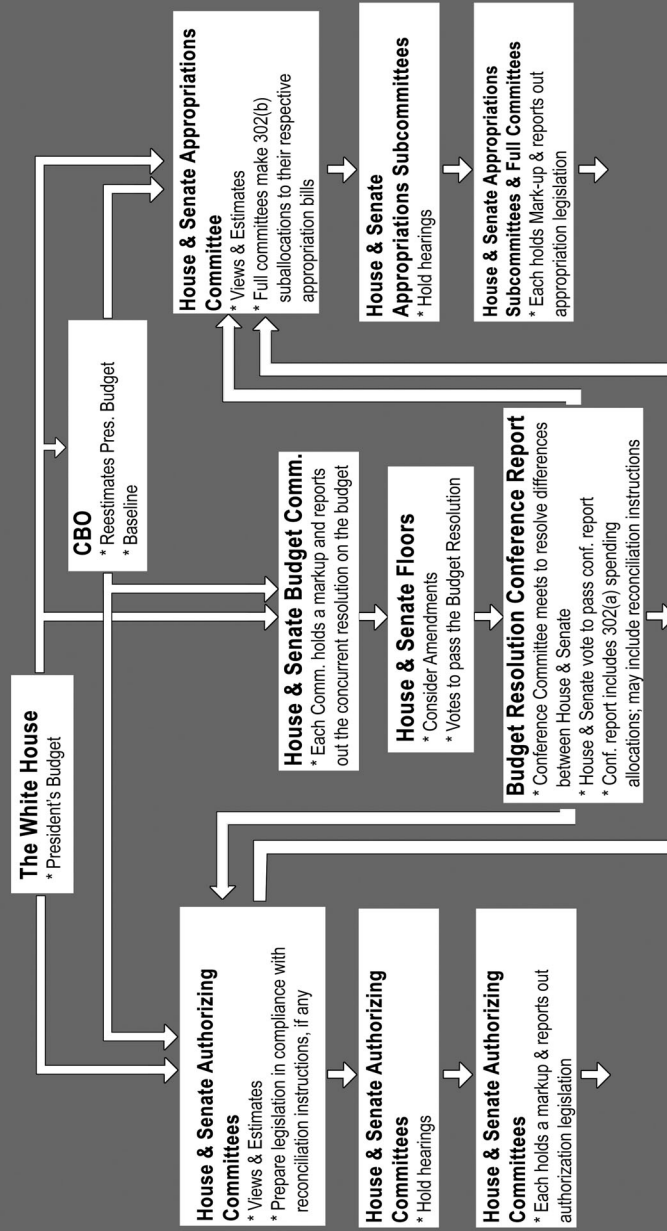 The White House
* President's Budget
CBO
* Reestimates Pres. Budget
* Baseline
House & Senate Authorizing
Committees
* Views & Estimates
* Prepare legislation in compliance with
reconciliation instructions, if any
House & Senate Budget Comm.
* Each Comm. holds a markup and reports
out the concurrent resolution on the budget
House & Senate Appropriations
Committee
* Views & Estimates
* Full committees make 302(b)
suballocations to their respective
appropriation bills
House & Senate Authorizing
Committees
* Hold hearings
House & Senate Floors
* Consider Amendments
* Votes to pass the Budget Resolution
House & Senate
Appropriations Subcommittees
* Hold hearings
House & Senate Authorizing
Committees
* Each holds a markup & reports out
authorization legislation
Budget Resolution Conference Report
* Conference Committee meets to resolve differences
between House & Senate
* House & Senate vote to pass conf. report
* Conf. report includes 302(a) spending
allocations; may include reconciliation instructions
House & Senate Appropriations
Subcommittees & Full Committees
* Each holds Mark-up & reports out
appropriation legislation